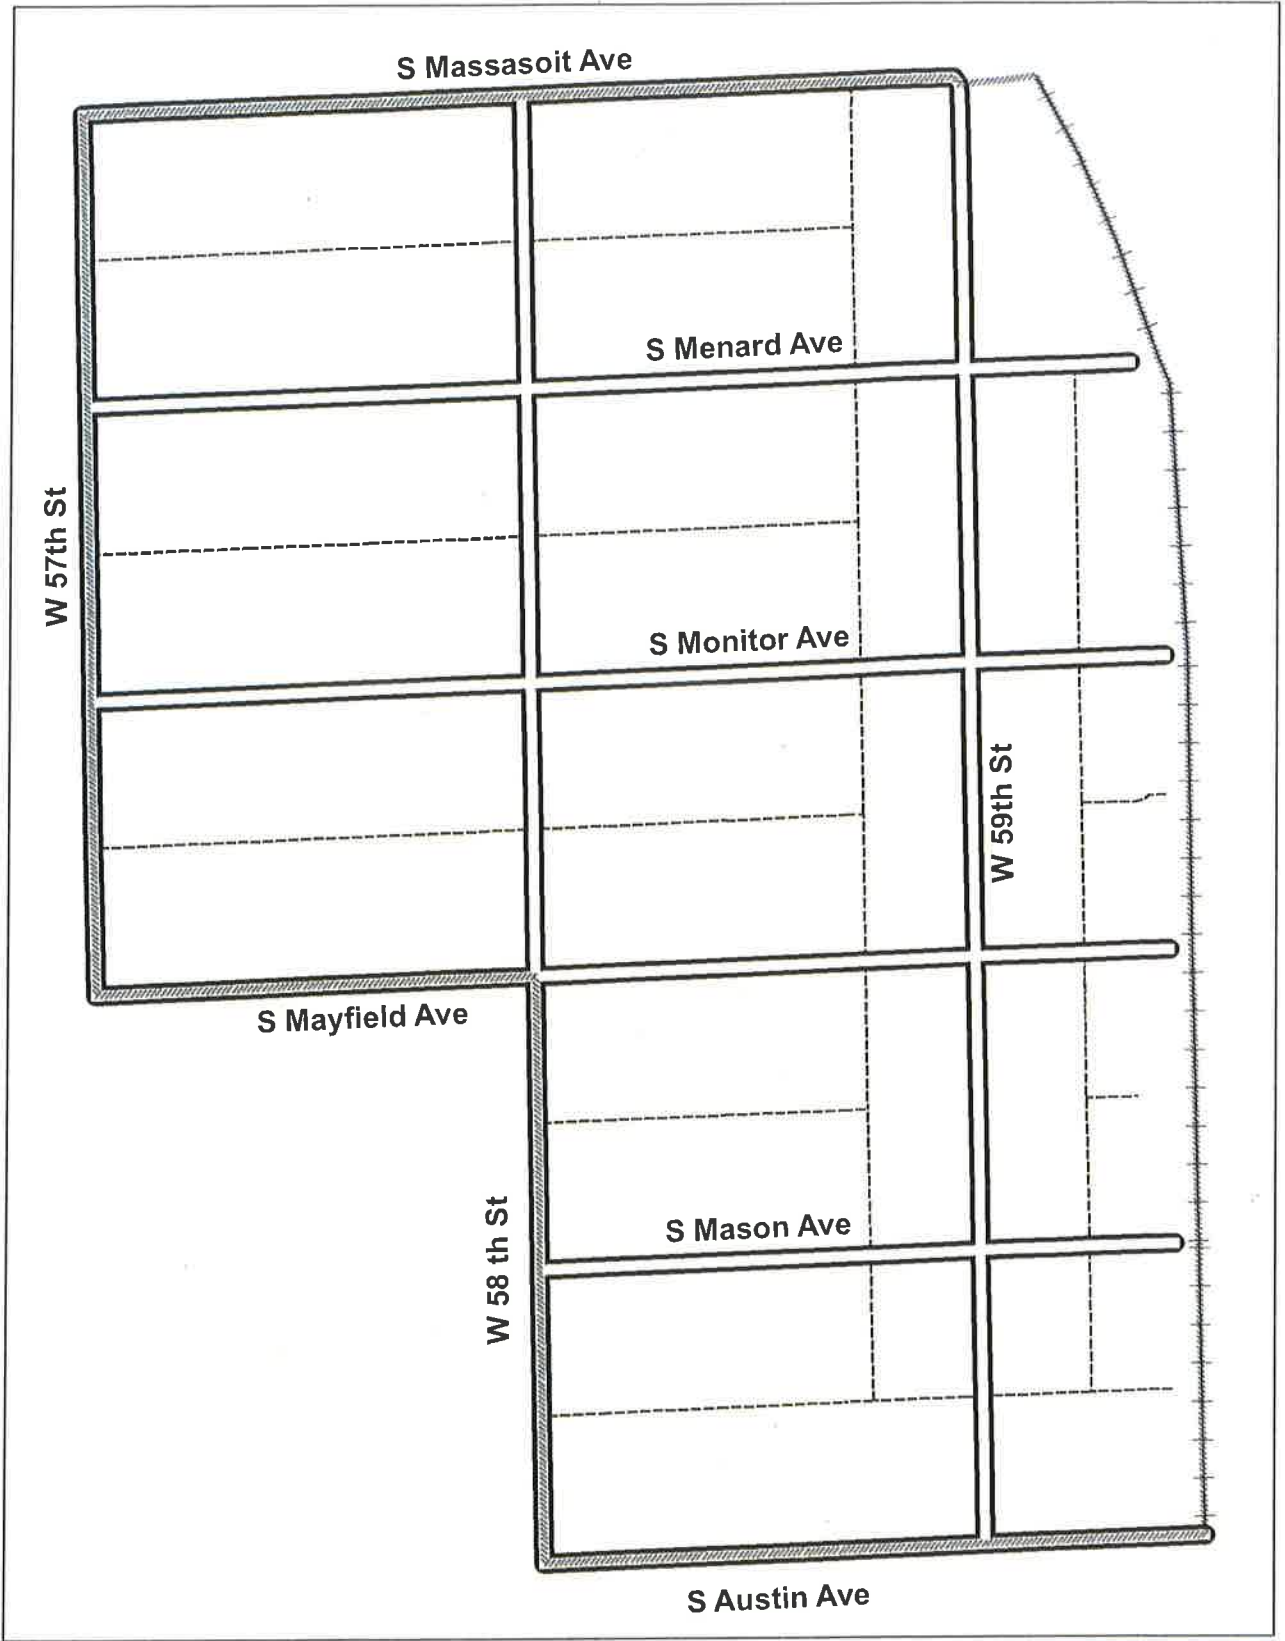 S Massasoit Ave
S Menard Ave
W 57th St
S Monitor Ave
W 59th St
S Mayfield Ave
W 58 th St
S Mason Ave
S Austin Ave